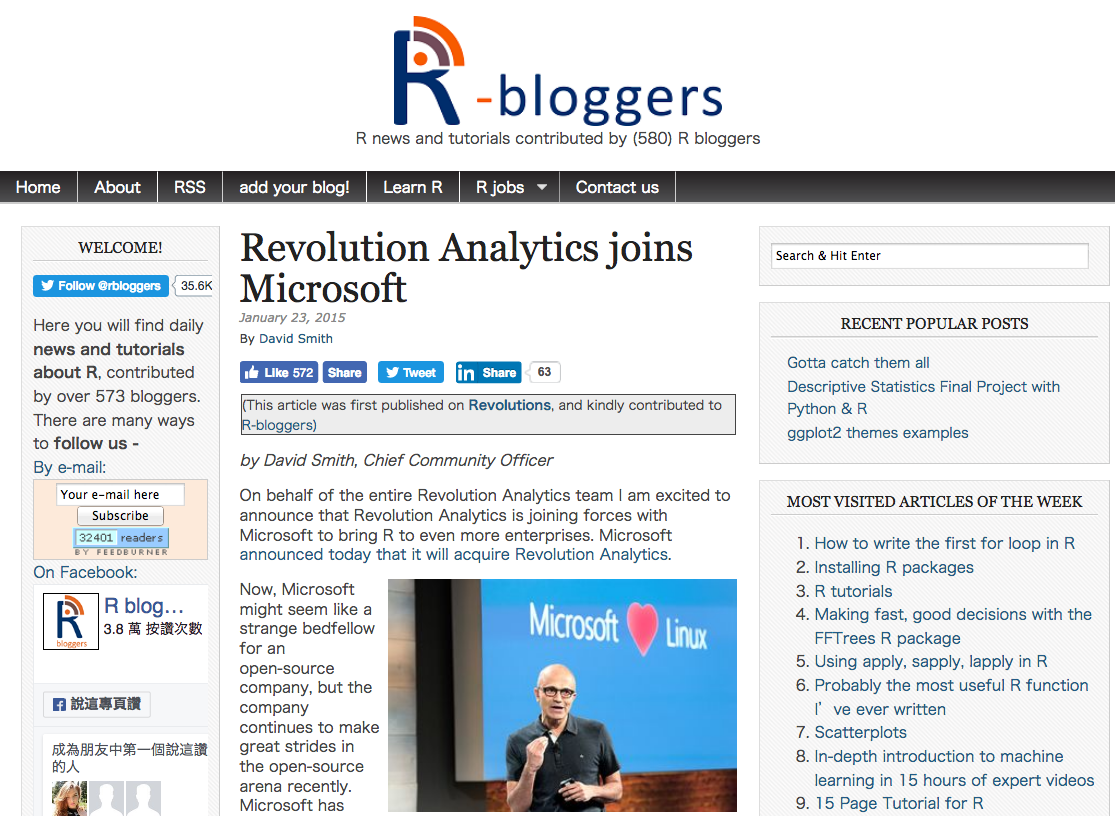 R -bloggers
R news and tutorials contributed by (580) R bloggers
Home About RSS add your blog! Learn R R jobs Contact us
WELCOME!
Follow @rbloggers 35.6K
Here you will find daily
news and tutorials
about R, contributed
by over 573 bloggers.
There are many ways
to follow us -
By e-mail:
Your e-mail here
Subscribe
32401 readers
BY FEEDBURNER
On Facebook:
R bloggers
R blog...
3.8 萬 按讚次數
說這專頁讚
成為朋友中第一個說這讚
的人
Revolution Analytics joins
Microsoft
January 23, 2015
By David Smith
Like 572 Share Tweet in Share 63
(This article was first published on Revolutions, and kindly contributed to
R-bloggers)
by David Smith, Chief Community Officer
On behalf of the entire Revolution Analytics team I am excited to
announce that Revolution Analytics is joining forces with
Microsoft to bring R to even more enterprises. Microsoft
announced today that it will acquire Revolution Analytics.
Now, Microsoft
might seem like a
strange bedfellow
for an
open-source
company, but the
company
continues to make
great strides in
the open-source
arena recently.
Microsoft has
Microsoft Linux
Search & Hit Enter
RECENT POPULAR POSTS
Gotta catch them all
Descriptive Statistics Final Project with
Python & R
ggplot2 themes examples
MOST VISITED ARTICLES OF THE WEEK
1. How to write the first for loop in R
2. Installing R packages
3. R tutorials
4. Making fast, good decisions with the
FFTrees R package
5. Using apply, sapply, lapply in R
6. Probably the most useful R function
I’ve ever written
7. Scatterplots
8. In-depth introduction to machine
learning in 15 hours of expert videos
9. 15 Page Tutorial for R